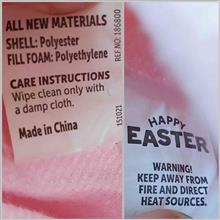 ALL NEW MATERIALS
SHELL: Polyester
FILL FOAM: Polyethylene
CARE INSTRUCTIONS
Wipe clean only with
a damp cloth.
Made in China
REF NO: 186800
151021
HAPPY
EASTER
WARNING!
KEEP AWAY FROM
FIRE AND DIRECT
HEAT SOURCES.